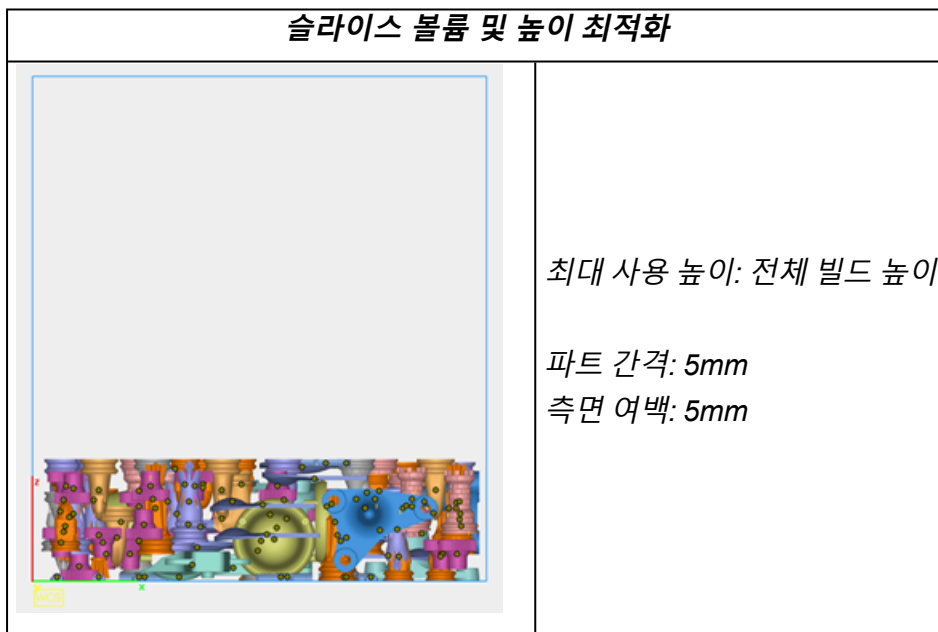 슬라이스 볼륨 및 높이 최적화
최대 사용 높이: 전체 빌드 높이
파트 간격: 5mm
측면 여백: 5mm
z
x
WCS